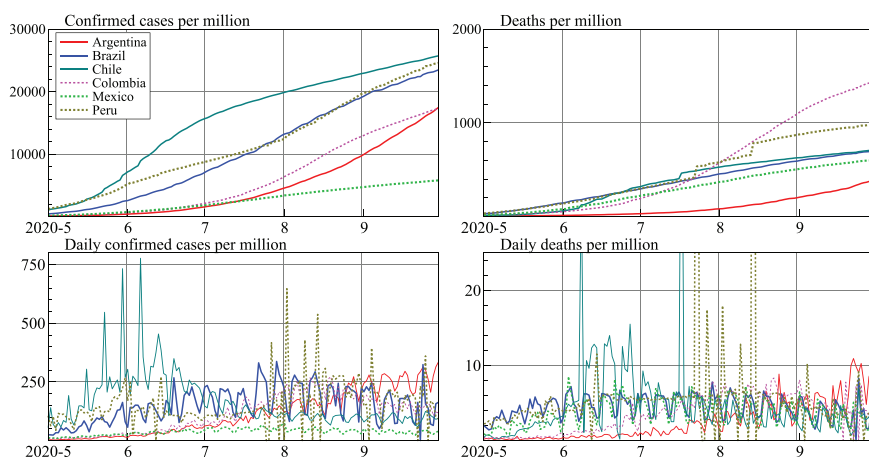 Confirmed cases per million
30000
20000
10000
Argentina
Brazil
Chile
Colombia
Mexico
Peru
2020-5 6 7 8 9
Deaths per million
2000
1000
2020-5 6 7 8 9
Daily confirmed cases per million
750
500
250
2020-5 6 7 8 9
Daily deaths per million
20
10
2020-5 6 7 8 9